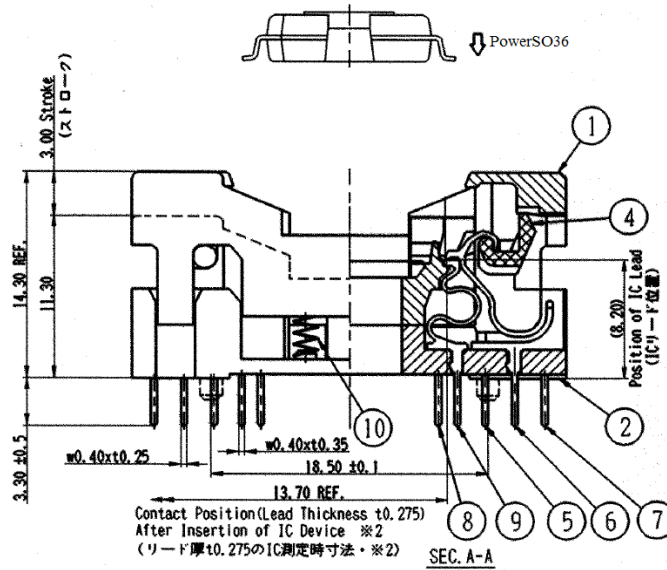 PowerSO36
3.00 Stroke
(ストローク)
1
4
14.30 REF.
11.30
(8.20)
Position of IC Lead
(ICリード位置)
3.30 ±0.5
10
2
w0.40xt0.25
w0.40xt0.35
18.50 ±0.1
13.70 REF.
8
9
5
6
7
Contact Position(Lead Thickness t0.275)
After Insertion of IC Device ※2
(リード厚t0.275のIC測定時寸法・※2)
SEC. A-A